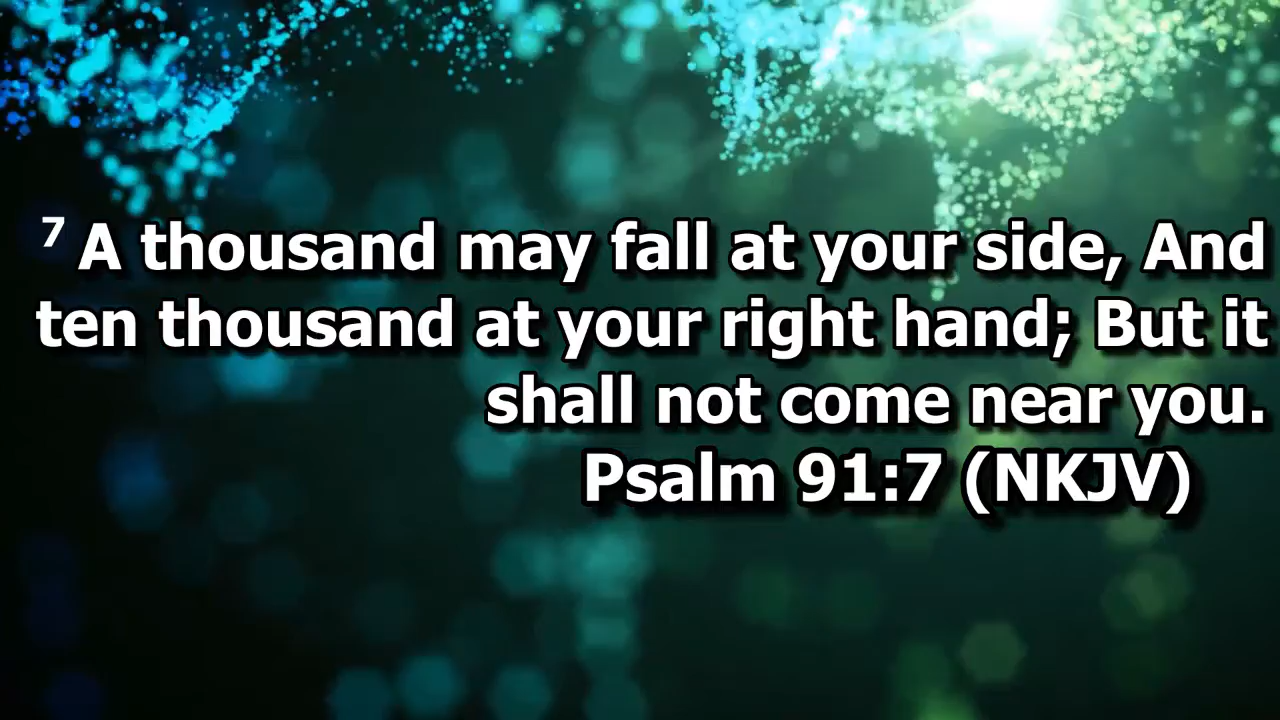 7 A thousand may fall at your side, And
ten thousand at your right hand; But it
shall not come near you.
Psalm 91:7 (NKJV)